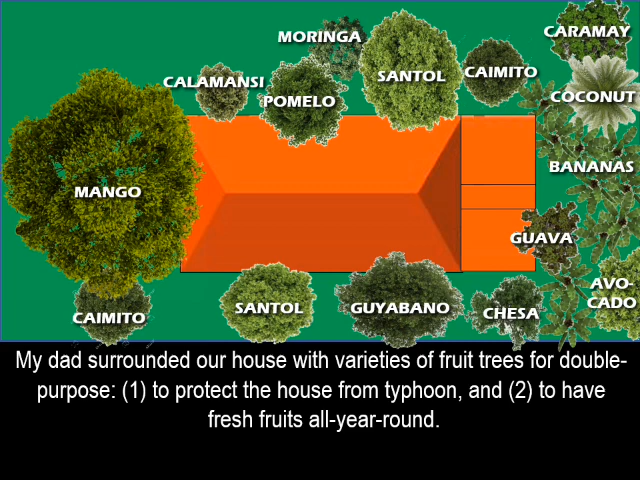 MORINGA
CARAMAY
SANTOL
CAIMITO
CALAMANSI
POMELO
COCONUT
BANANAS
MANGO
GUAVA
AVO-
CADO
CAIMITO
SANTOL
GUYABANO
CHESA
My dad surrounded our house with varieties of fruit trees for double-
purpose: (1) to protect the house from typhoon, and (2) to have
fresh fruits all-year-round.